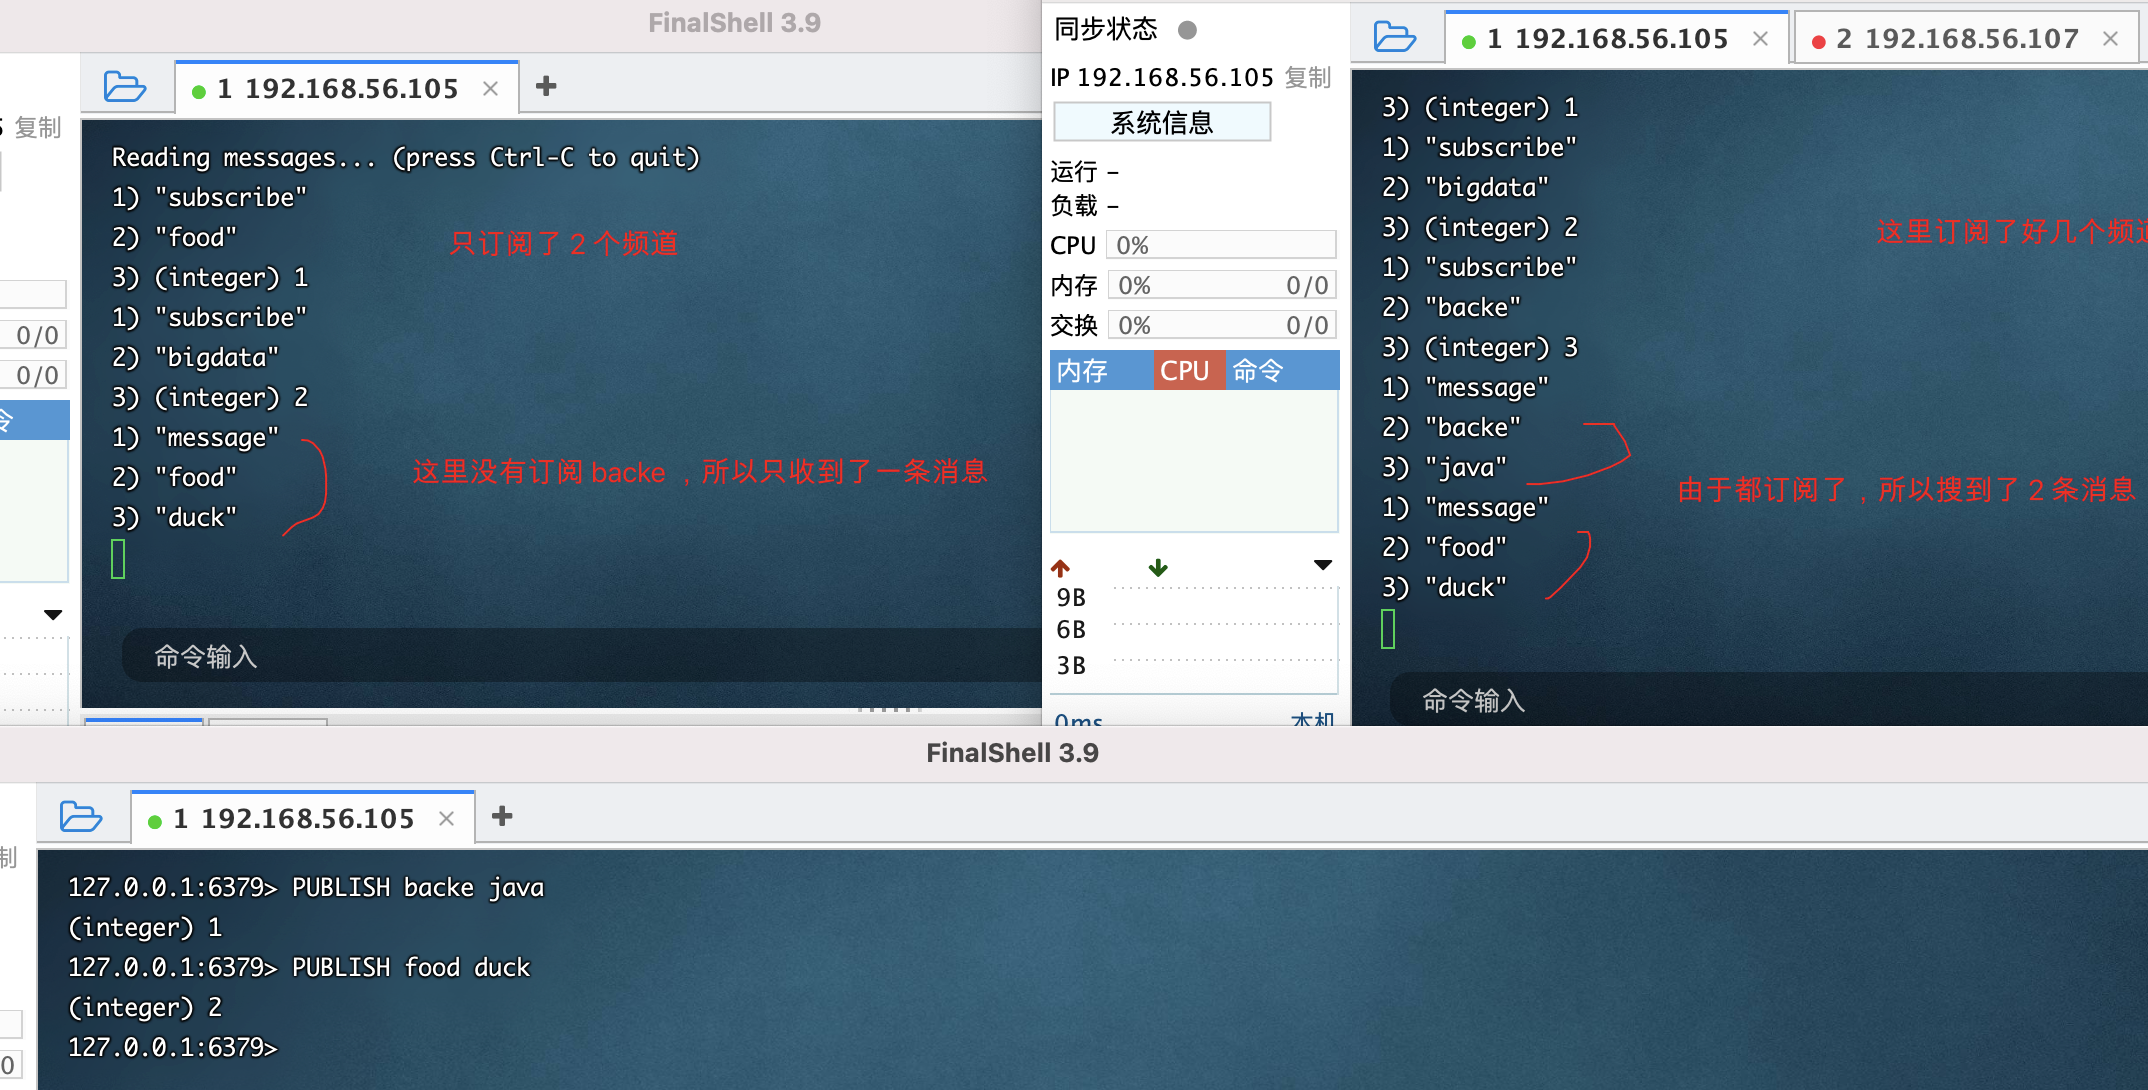 FinalShell 3.9
1 192.168.56.105
复制
0/0
0/0
Reading messages... (press Ctrl-C to quit)
1) "subscribe"
2) "food"
只订阅了 2 个频道
3) (integer) 1
1) "subscribe"
2) "bigdata"
3) (integer) 2
1) "message"
2) "food"
这里没有订阅 backe ，所以只收到了一条消息
3) "duck"
命令输入
同步状态
IP 192.168.56.105 复制
系统信息
运行 -
负载 -
CPU 0%
内存 0% 0/0
交换 0% 0/0
内存 CPU 命令
9B
6B
3B
0ms 本机
1 192.168.56.105
2 192.168.56.107
3) (integer) 1
1) "subscribe"
2) "bigdata"
3) (integer) 2
这里订阅了好几个频道
1) "subscribe"
2) "backe"
3) (integer) 3
1) "message"
2) "backe"
3) "java"
由于都订阅了，所以搜到了 2 条消息
1) "message"
2) "food"
3) "duck"
命令输入
FinalShell 3.9
1 192.168.56.105
制
127.0.0.1:6379> PUBLISH backe java
(integer) 1
127.0.0.1:6379> PUBLISH food duck
(integer) 2
127.0.0.1:6379>
0